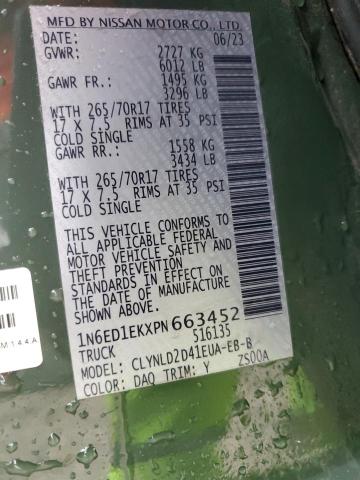 MFD BY NISSAN MOTOR CO., LTD.
DATE: 06/23
GVWR: 2727 KG
6012 LB
GAWR FR.: 1495 KG
3296 LB
WITH 265/70R17 TIRES
17 X 7.5 RIMS AT 35 PSI
COLD SINGLE
GAWR RR.: 1558 KG
3434 LB
WITH 265/70R17 TIRES
17 X 7.5 RIMS AT 35 PSI
COLD SINGLE
THIS VEHICLE CONFORMS TO
ALL APPLICABLE FEDERAL
MOTOR VEHICLE SAFETY AND
THEFT PREVENTION
STANDARDS IN EFFECT ON
THE DATE OF MANUFACTURE
SHOWN ABOVE.
1N6ED1EKXPN663452
TRUCK 516135
MODEL: CLYNLD2D41EUA-EB-B
COLOR: DAQ TRIM: Y ZS00A
M 1 4 4 A